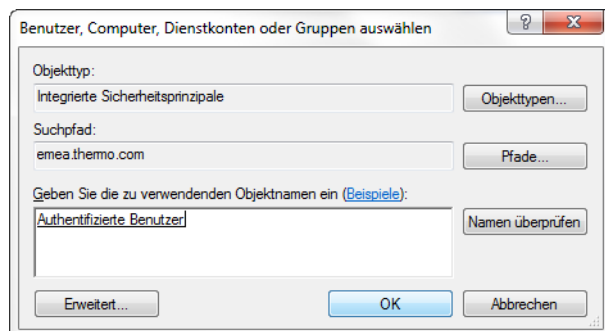 Benutzer, Computer, Dienstkonten oder Gruppen auswählen
Objekttyp:
Integrierte Sicherheitsprinzipale
Objekttypen...
Suchpfad:
emea.thermo.com
Pfade...
Geben Sie die zu verwendenden Objektnamen ein (Beispiele):
Authentifizierte Benutzer
Namen überprüfen
Erweitert...
OK
Abbrechen